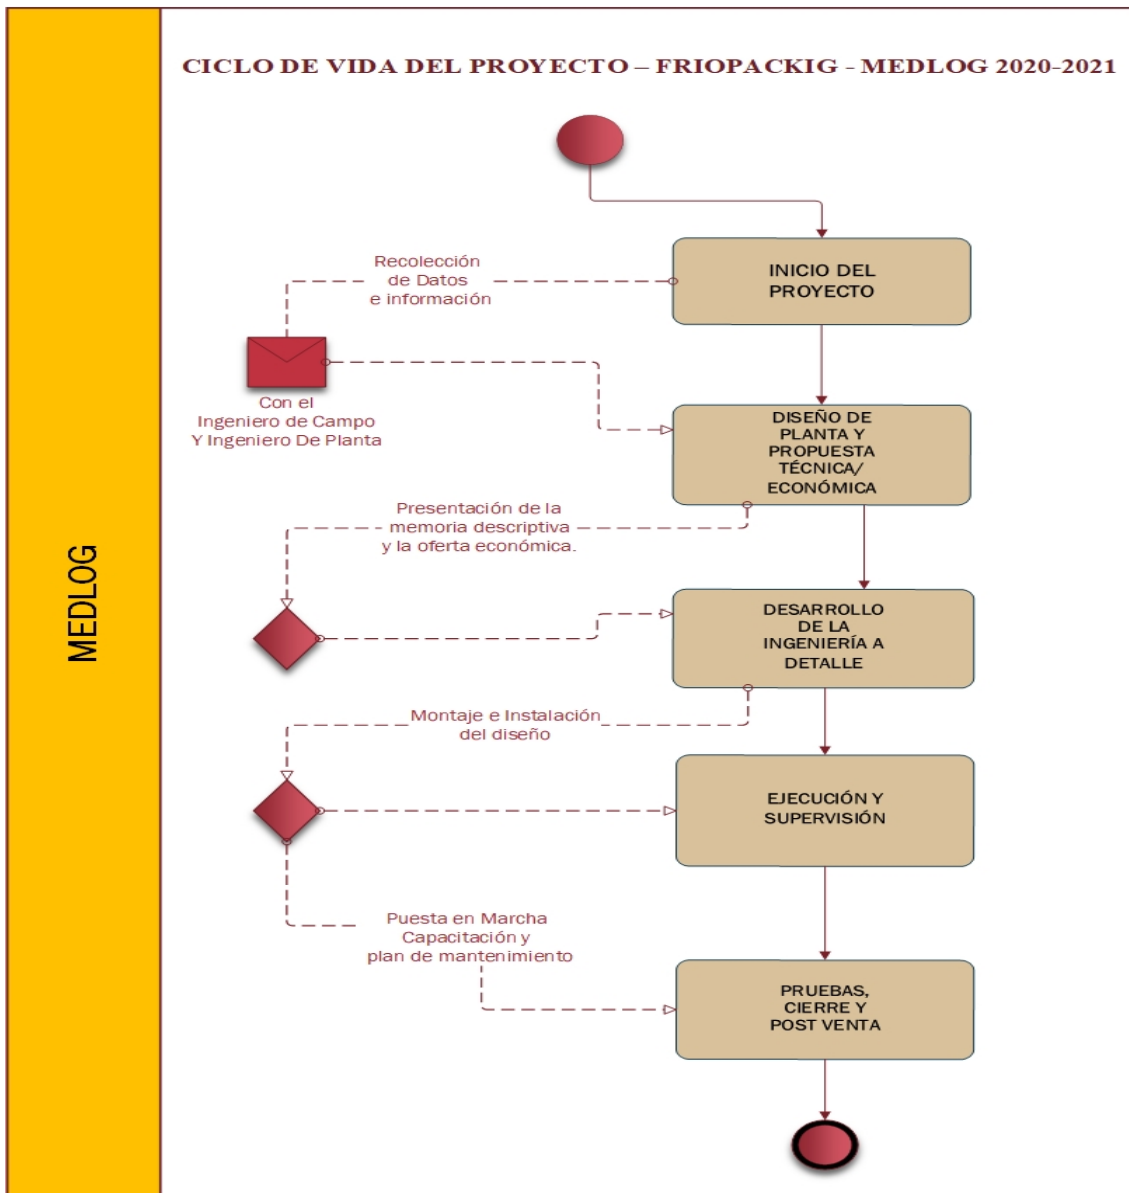 CICLO DE VIDA DEL PROYECTO – FRIOPACKIG - MEDLOG 2020-2021
MEDLOG
INICIO DEL
PROYECTO
Recolección
de Datos
e información
Con el
Ingeniero de Campo
Y Ingeniero De Planta
DISEÑO DE
PLANTA Y
PROPUESTA
TÉCNICA/
ECONÓMICA
Presentación de la
memoria descriptiva
y la oferta económica.
DESARROLLO
DE LA
INGENIERÍA A
DETALLE
Montaje e Instalación
del diseño
EJECUCIÓN Y
SUPERVISIÓN
Puesta en Marcha
Capacitación y
plan de mantenimiento
PRUEBAS,
CIERRE Y
POST VENTA